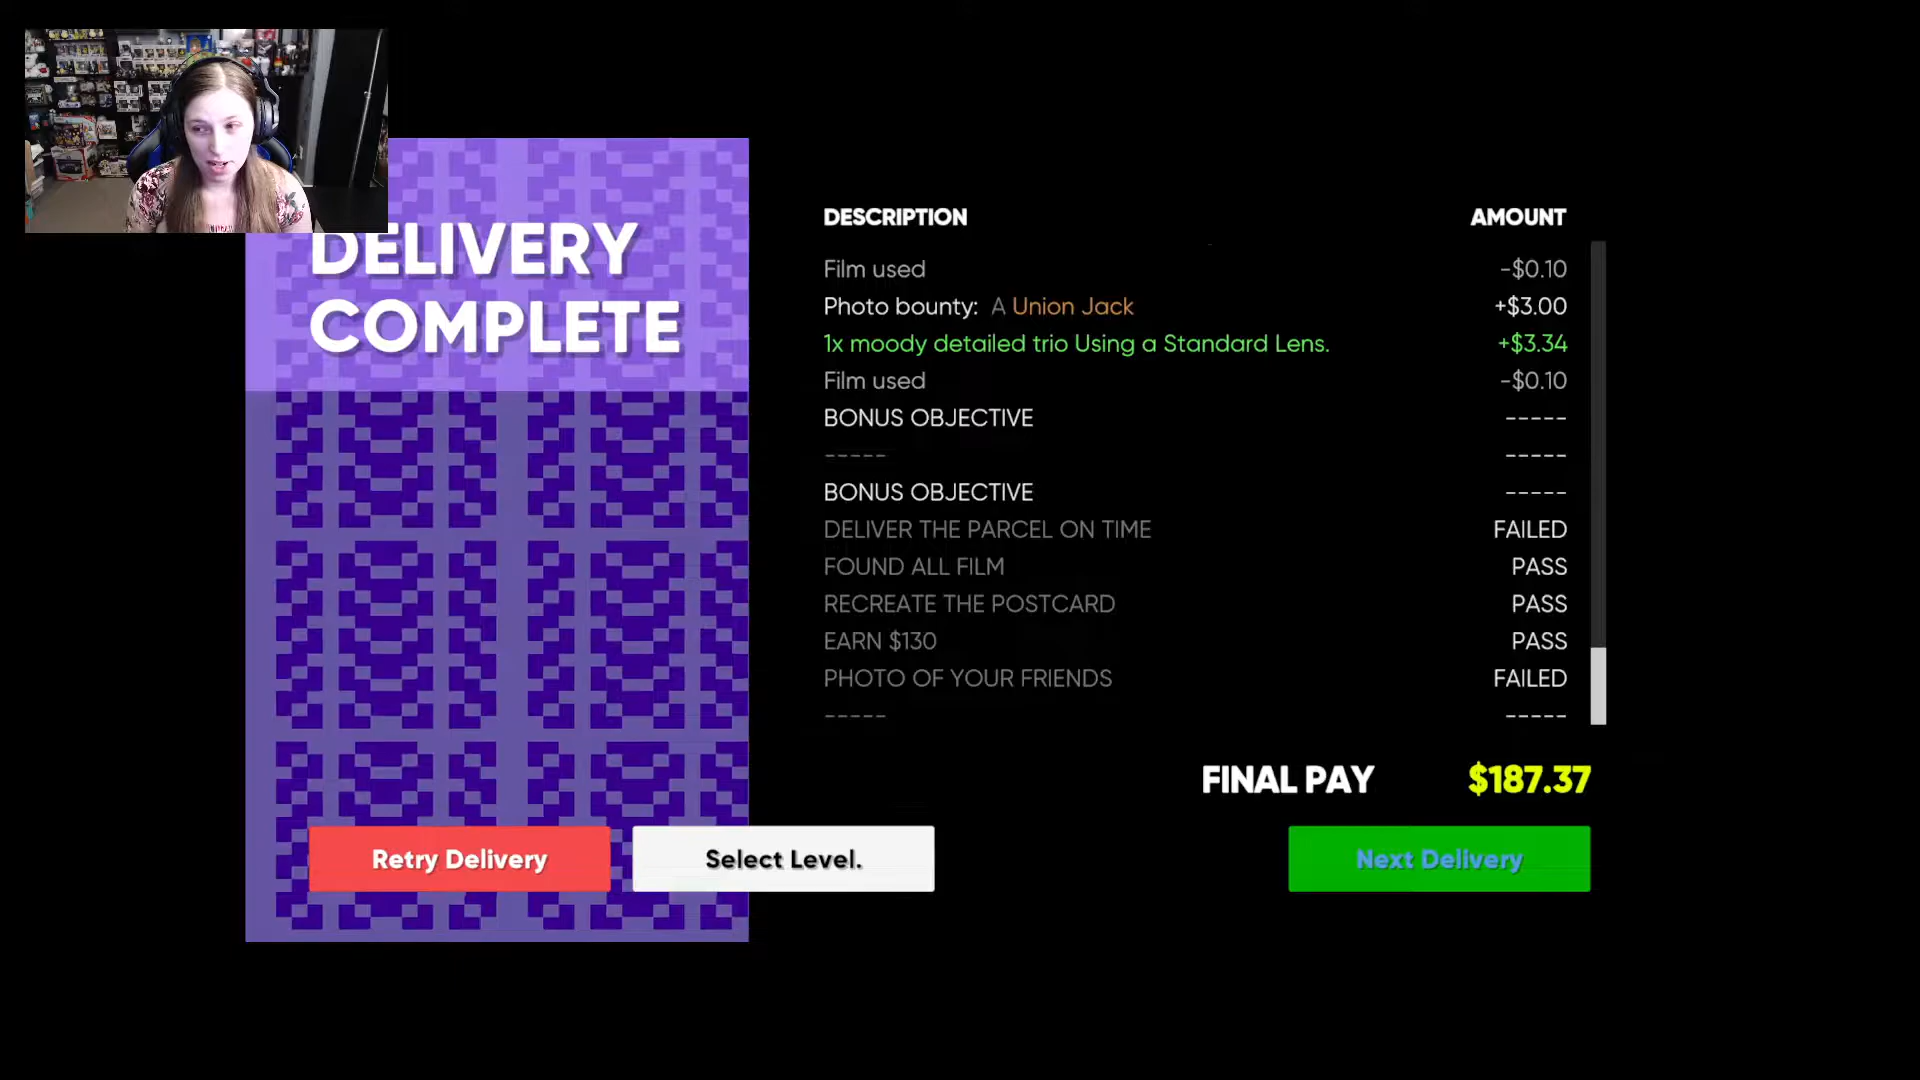 DELIVERY
COMPLETE
DESCRIPTION AMOUNT
Film used -$0.10
Photo bounty: A Union Jack +$3.00
1x moody detailed trio Using a Standard Lens. +$3.34
Film used -$0.10
BONUS OBJECTIVE -----
----- -----
BONUS OBJECTIVE -----
DELIVER THE PARCEL ON TIME FAILED
FOUND ALL FILM PASS
RECREATE THE POSTCARD PASS
EARN $130 PASS
PHOTO OF YOUR FRIENDS FAILED
----- -----
FINAL PAY $187.37
Retry Delivery
Select Level.
Next Delivery